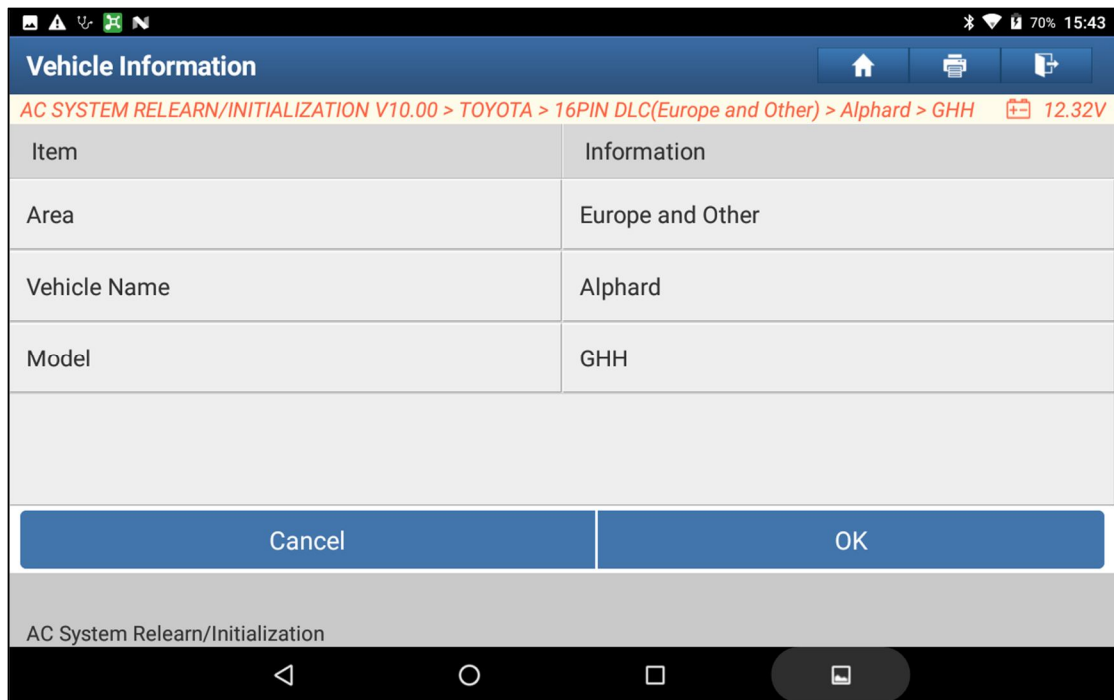 70% 15:43
Vehicle Information
AC SYSTEM RELEARN/INITIALIZATION V10.00 > TOYOTA > 16PIN DLC(Europe and Other) > Alphard > GHH 12.32V
Item Information
Area Europe and Other
Vehicle Name Alphard
Model GHH
Cancel OK
AC System Relearn/Initialization